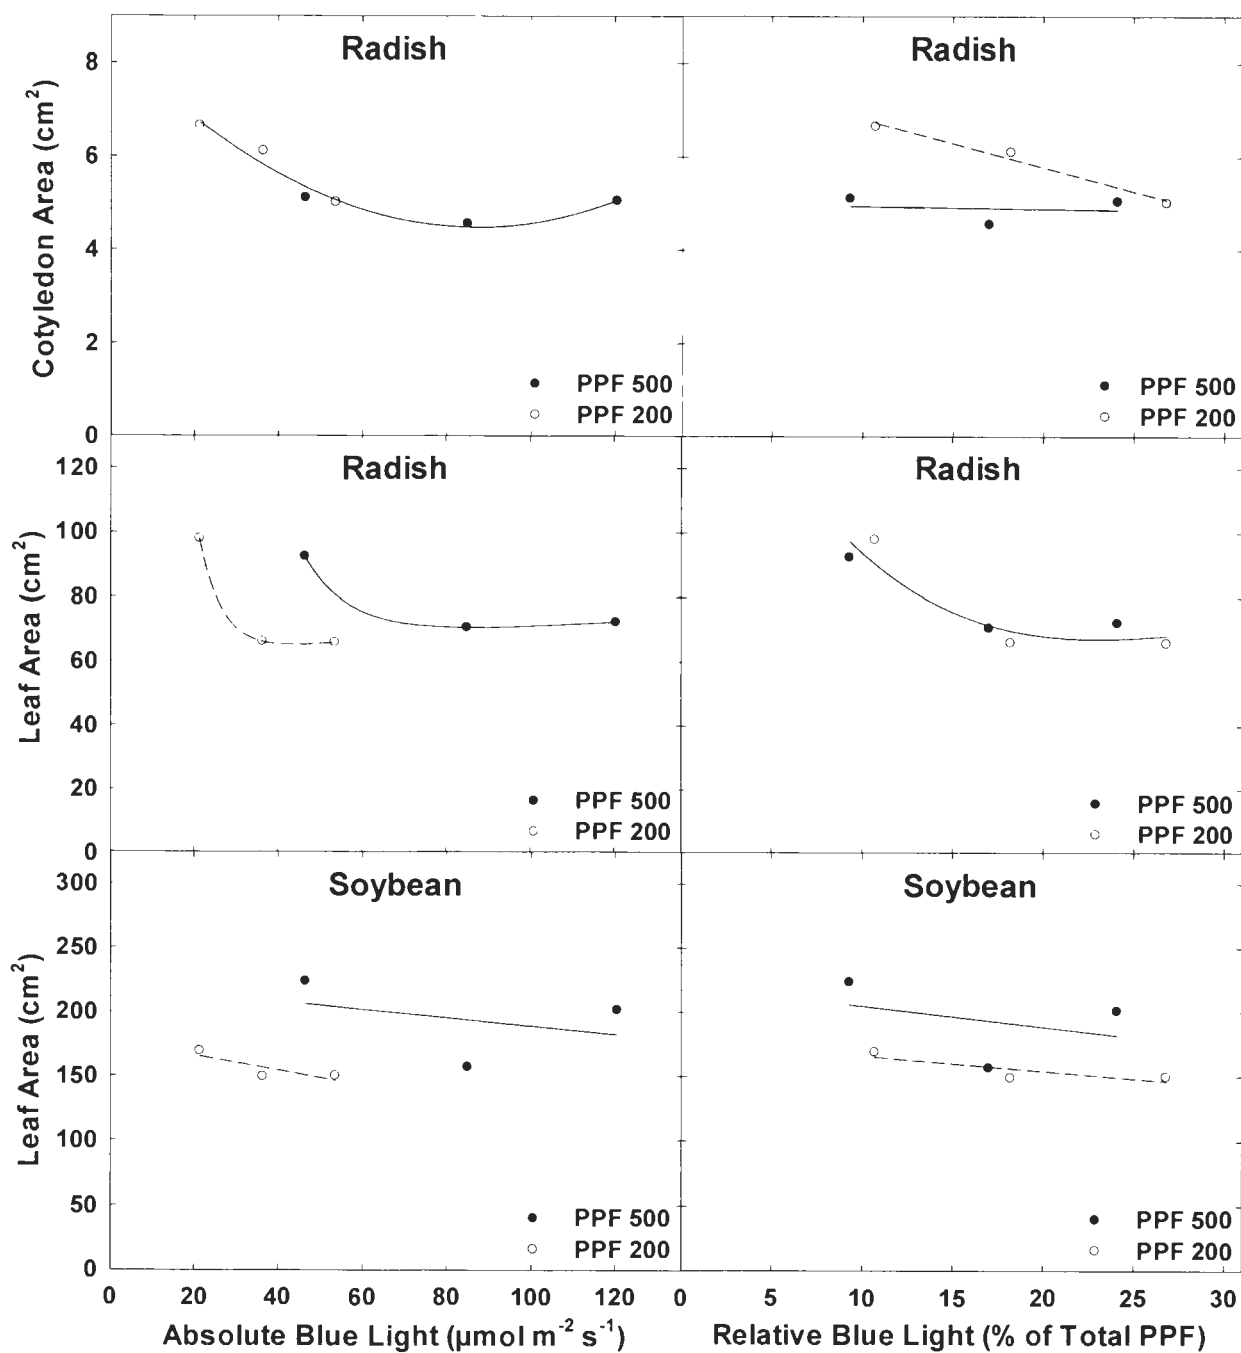 Radish
Radish
Cotyledon Area (cm²)
8
6
4
2
0
PPF 500
PPF 200
PPF 500
PPF 200
Radish
Radish
Leaf Area (cm²)
120
100
80
60
40
20
0
PPF 500
PPF 200
PPF 500
PPF 200
Soybean
Soybean
Leaf Area (cm²)
300
250
200
150
100
50
0
PPF 500
PPF 200
PPF 500
PPF 200
0 20 40 60 80 100 120
0 5 10 15 20 25 30
Absolute Blue Light (µmol m⁻² s⁻¹)
Relative Blue Light (% of Total PPF)